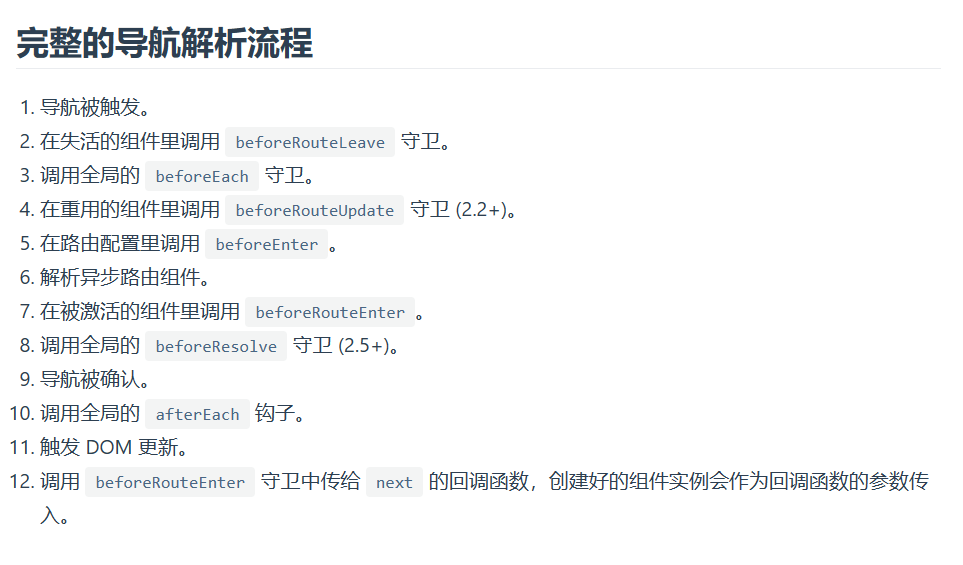 完整的导航解析流程
1. 导航被触发。
2. 在失活的组件里调用 beforeRouteLeave 守卫。
3. 调用全局的 beforeEach 守卫。
4. 在重用的组件里调用 beforeRouteUpdate 守卫 (2.2+)。
5. 在路由配置里调用 beforeEnter 。
6. 解析异步路由组件。
7. 在被激活的组件里调用 beforeRouteEnter 。
8. 调用全局的 beforeResolve 守卫 (2.5+)。
9. 导航被确认。
10. 调用全局的 afterEach 钩子。
11. 触发 DOM 更新。
12. 调用 beforeRouteEnter 守卫中传给 next 的回调函数，创建好的组件实例会作为回调函数的参数传
入。